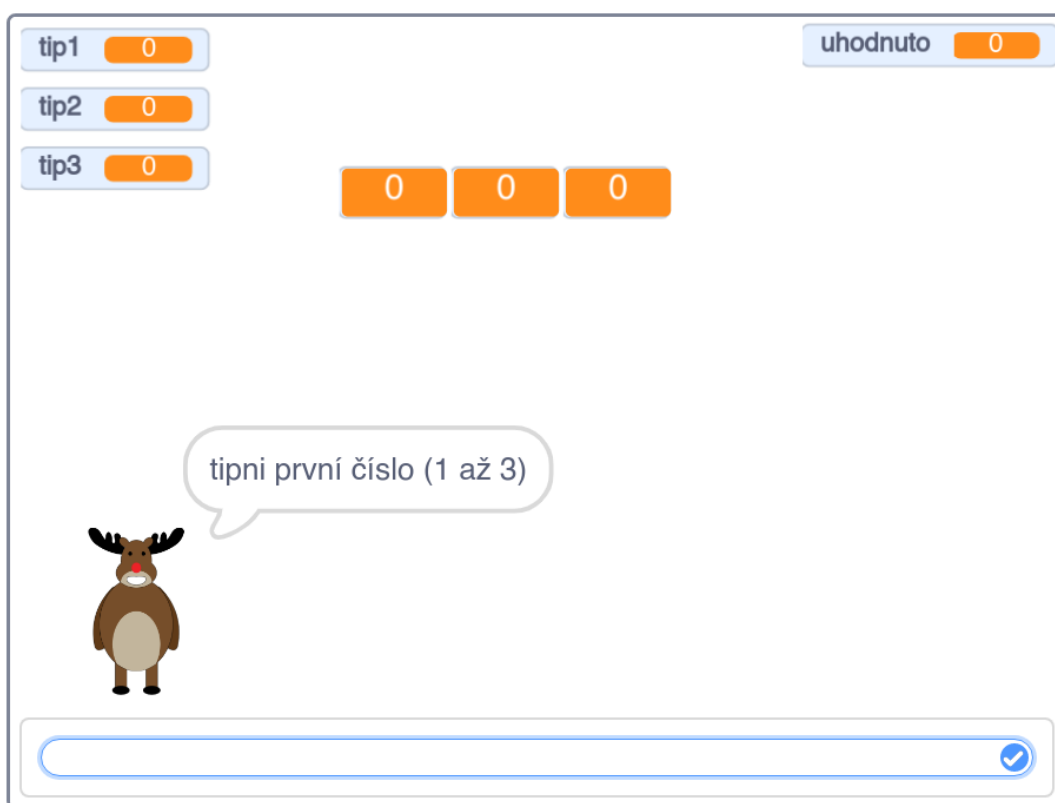 tip1 0
uhodnuto 0
tip2 0
tip3 0
0 0 0
tipni první číslo (1 až 3)